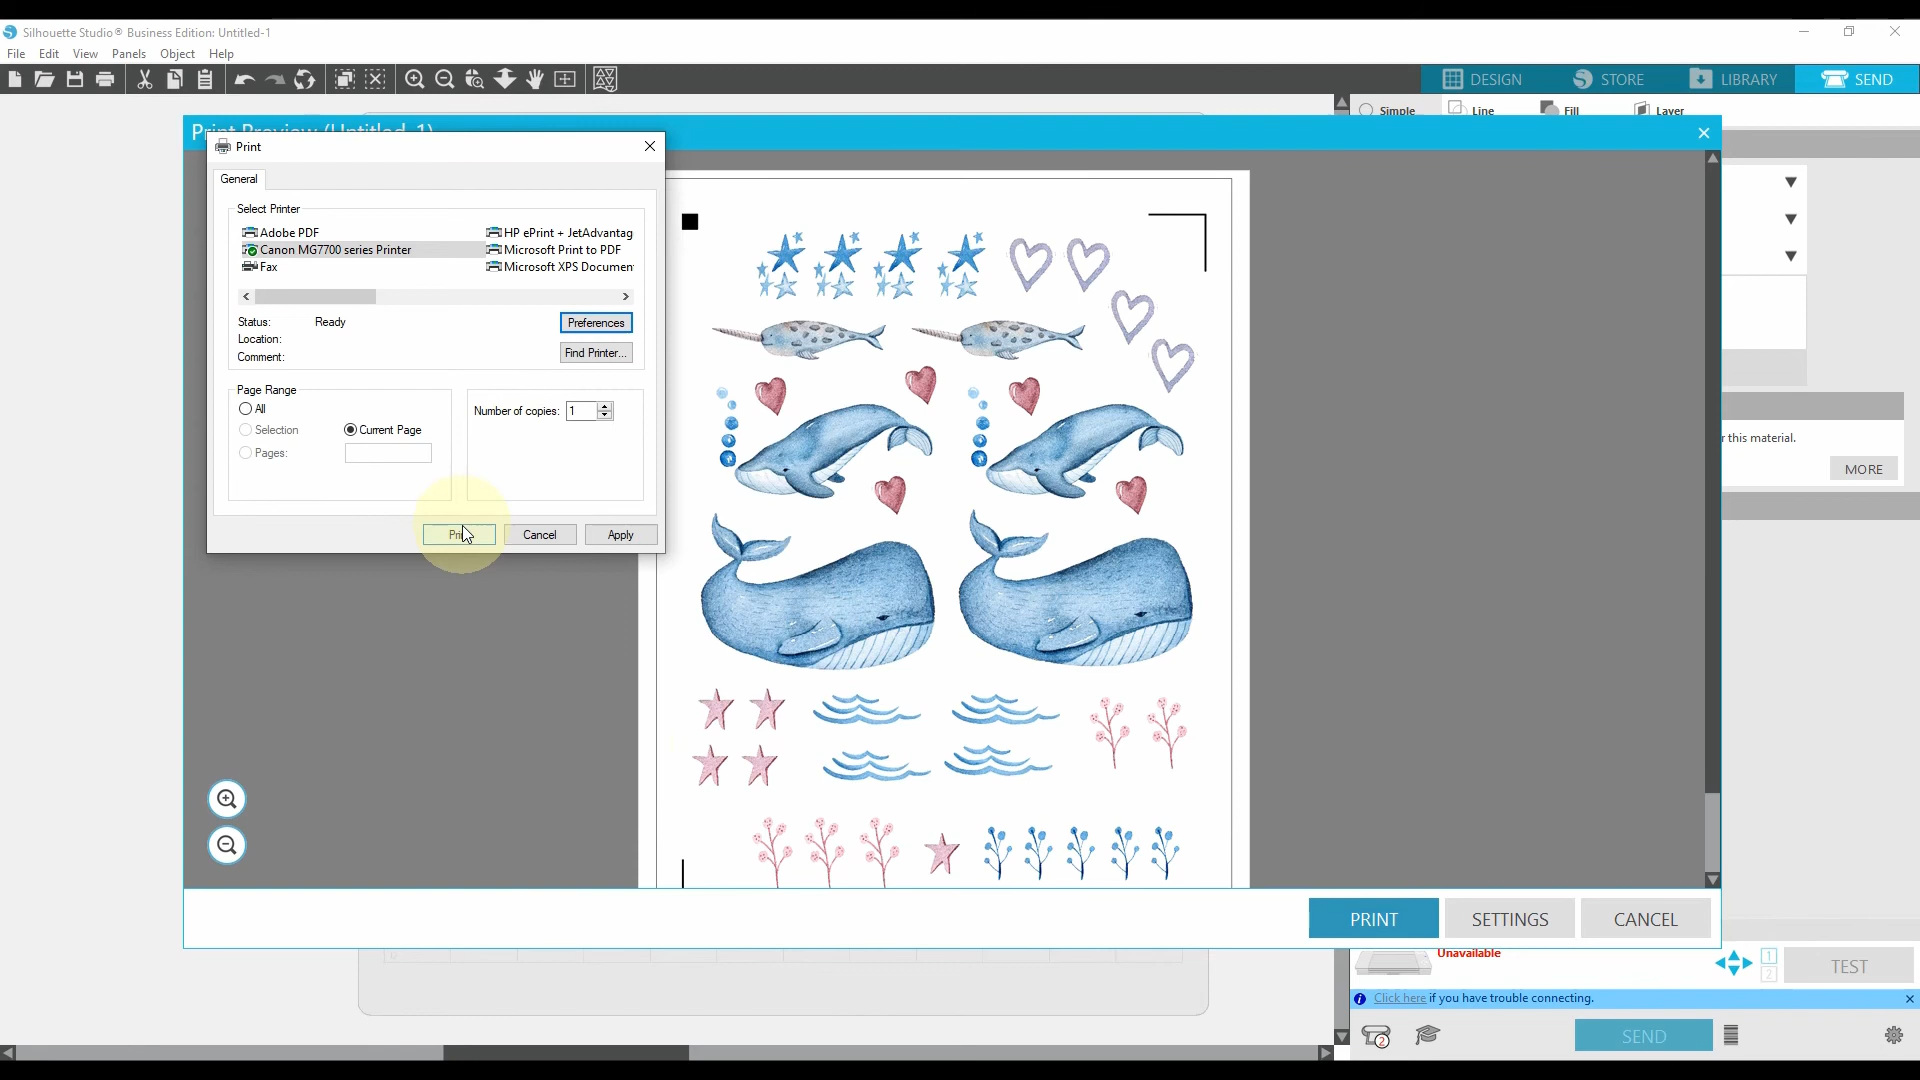 Silhouette Studio® Business Edition: Untitled-1
File Edit View Panels Object Help
DESIGN STORE LIBRARY SEND
Simple Line Fill Layer
Print
General
Select Printer
Adobe PDF
Canon MG7700 series Printer
Fax
HP ePrint + JetAdvantag
Microsoft Print to PDF
Microsoft XPS Documen
Status: Ready
Preferences
Location:
Comment:
Find Printer...
Page Range
All
Selection
Current Page
Pages:
Number of copies: 1
Cancel
Apply
r this material.
MORE
PRINT
SETTINGS
CANCEL
Unavailable
1
2
TEST
Click here if you have trouble connecting.
2
SEND